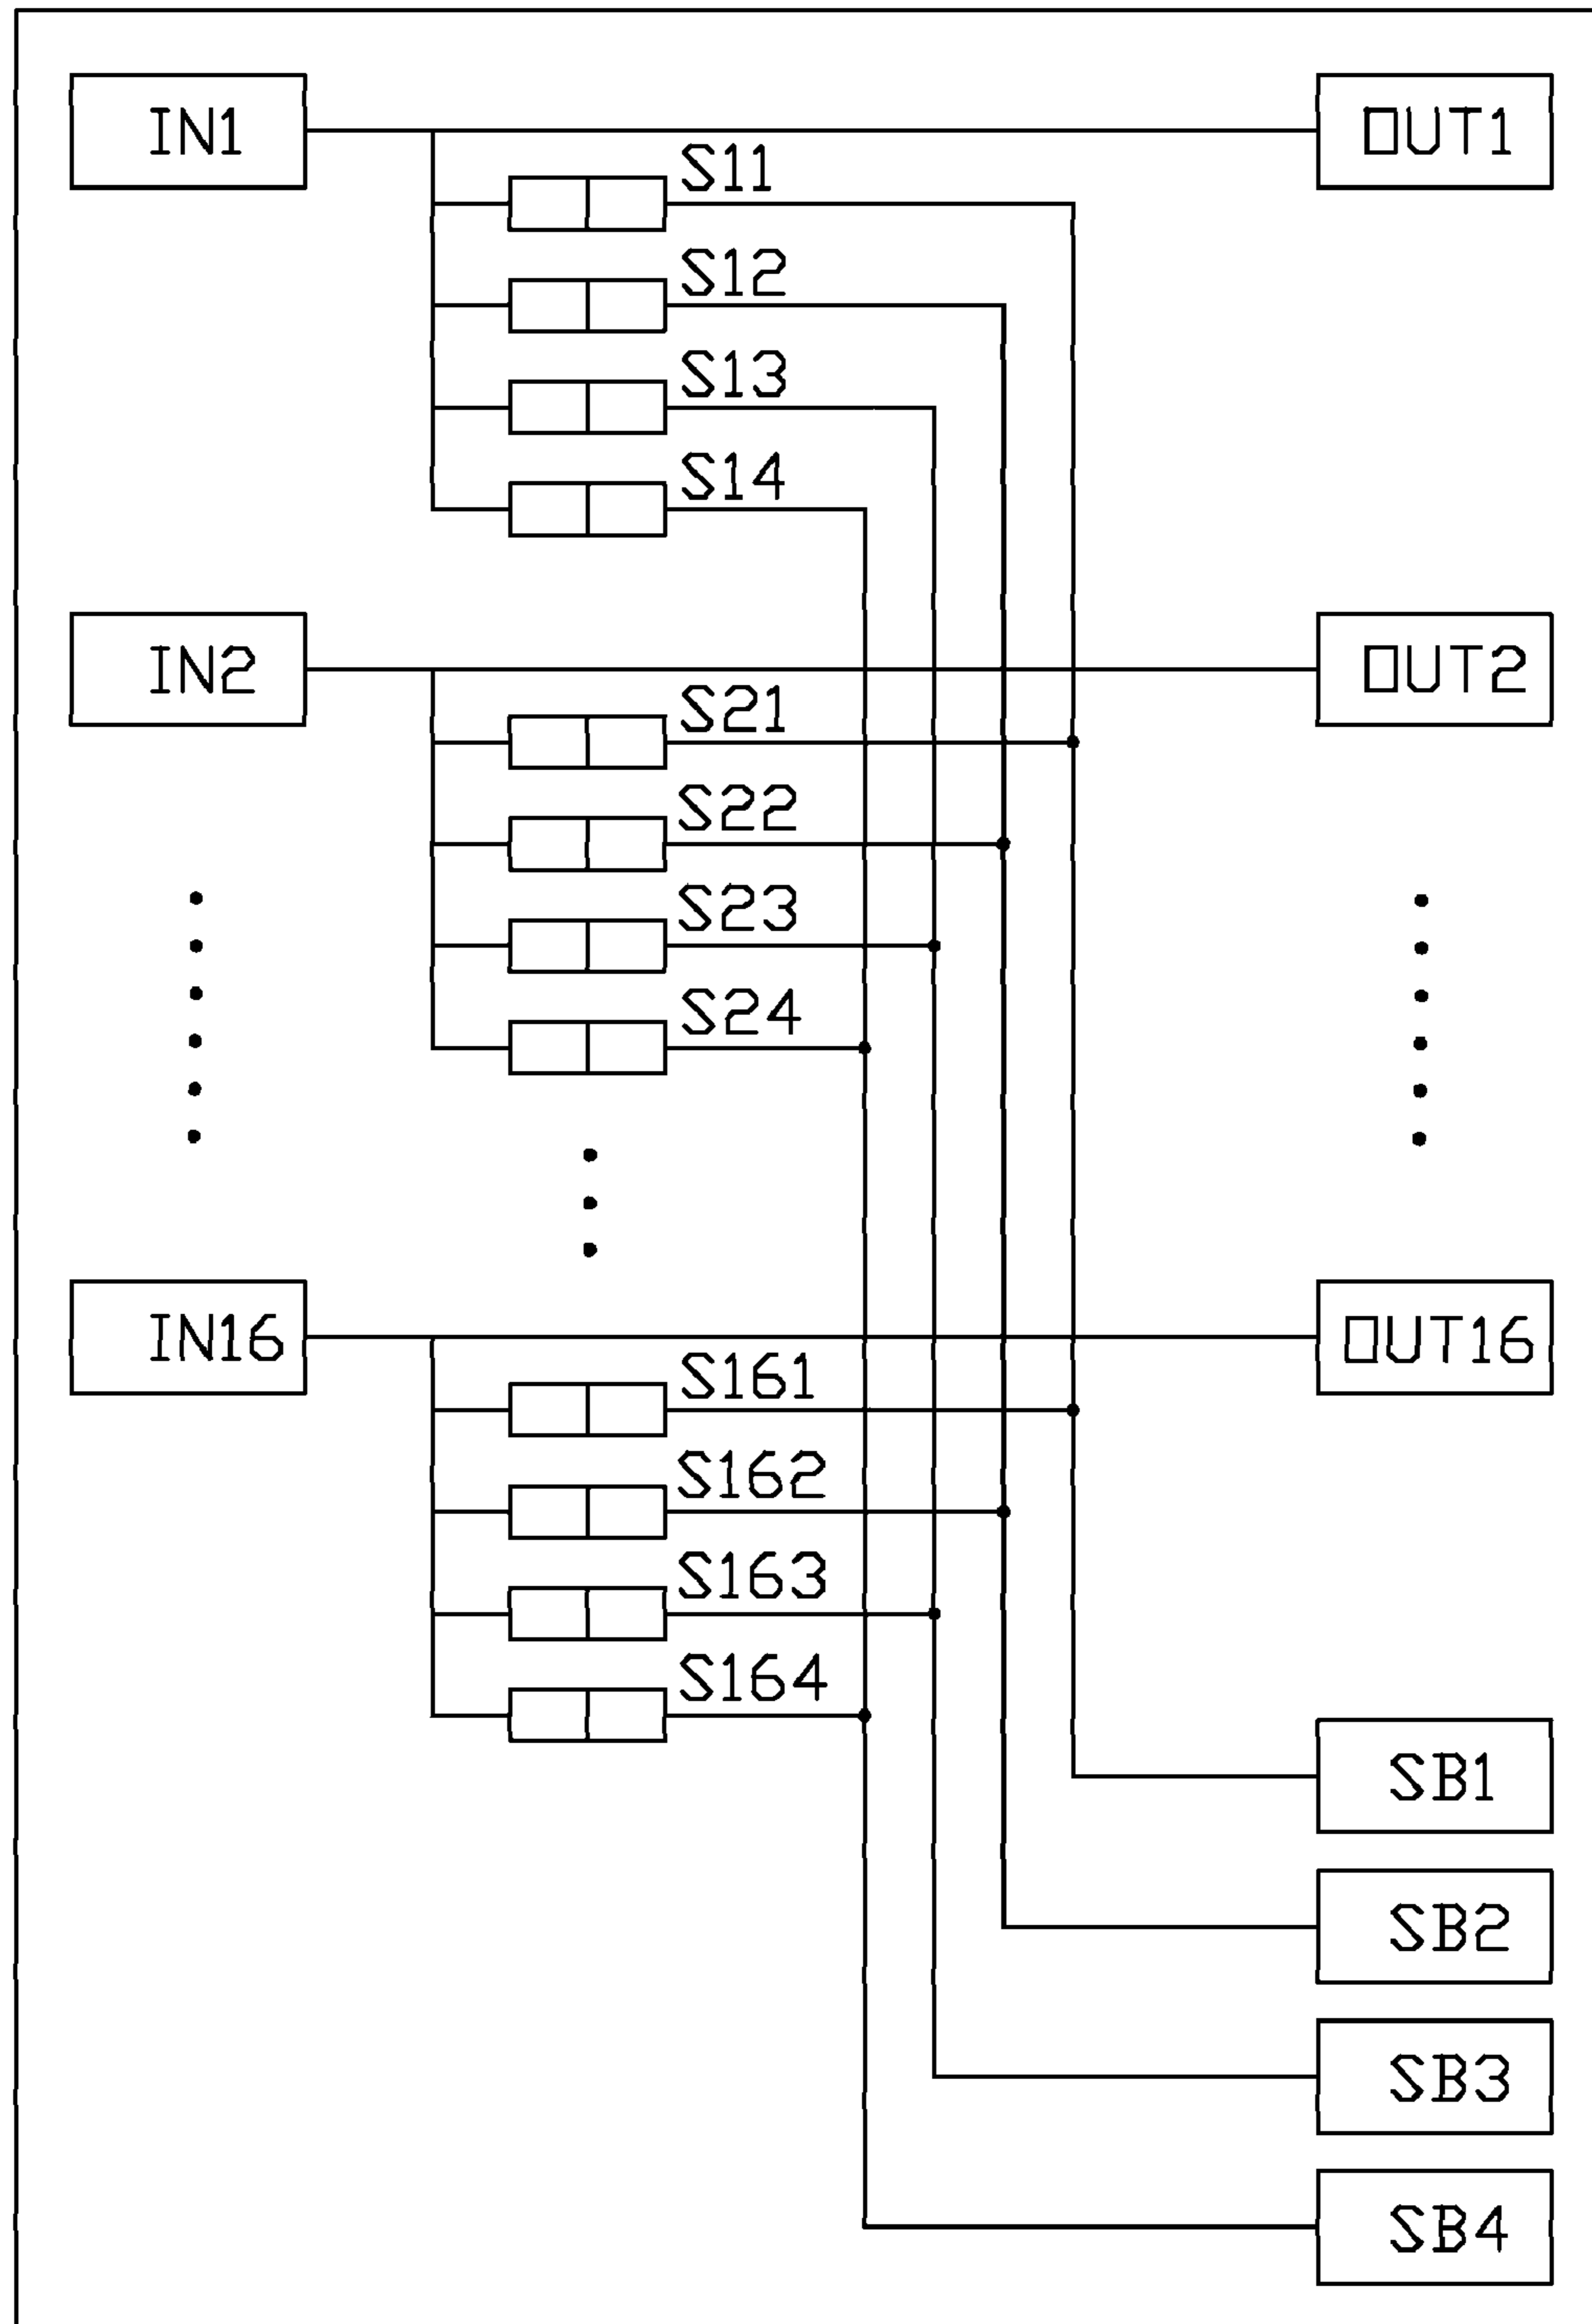 IN1
OUT1
S11
S12
S13
S14
IN2
OUT2
S21
S22
S23
S24
IN16
OUT16
S161
S162
S163
S164
SB1
SB2
SB3
SB4